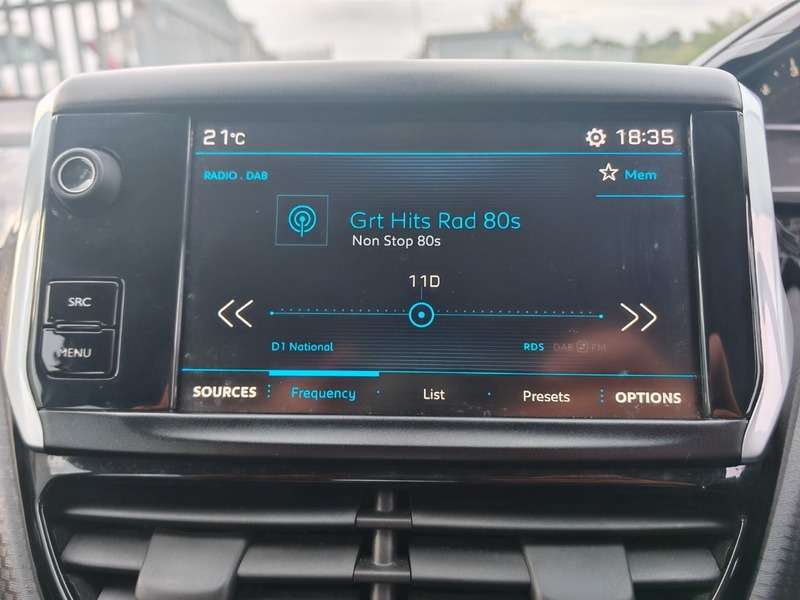 21°C 18:35
RADIO . DAB Mem
Grt Hits Rad 80s
Non Stop 80s
SRC
11D
MENU
D1 National RDS DAB FM
SOURCES Frequency List Presets OPTIONS